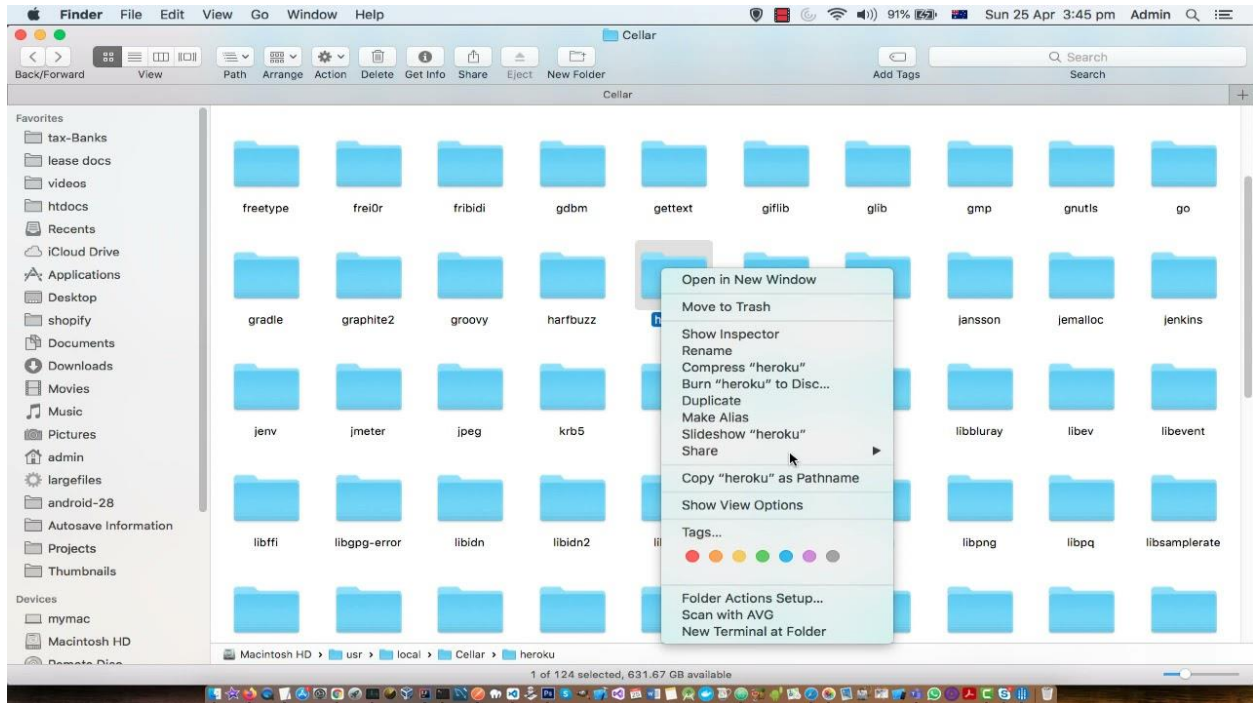 Finder File Edit View Go Window Help 91% Sun 25 Apr 3:45 pm Admin
Cellar
Back/Forward View Path Arrange Action Delete Get Info Share Eject New Folder Add Tags Search
Search
Cellar
Favorites
tax-Banks
lease docs
videos
htdocs
Recents
iCloud Drive
Applications
Desktop
shopify
Documents
Downloads
Movies
Music
Pictures
admin
largefiles
android-28
Autosave Information
Projects
Thumbnails
Devices
mymac
Macintosh HD
Remote Disc
freetype frei0r fribidi gdbm gettext giflib glib gmp gnutls go
gradle graphite2 groovy harfbuzz h jansson jemalloc jenkins
jenv jmeter jpeg krb5 libbluray libev libevent
libffi libgpg-error libidn libidn2 libpng libpq libsamplerate
Open in New Window
Move to Trash
Show Inspector
Rename
Compress “heroku”
Burn “heroku” to Disc...
Duplicate
Make Alias
Slideshow “heroku”
Share
Copy “heroku” as Pathname
Show View Options
Tags...
Folder Actions Setup...
Scan with AVG
New Terminal at Folder
Macintosh HD › usr › local › Cellar › heroku
1 of 124 selected, 631.67 GB available